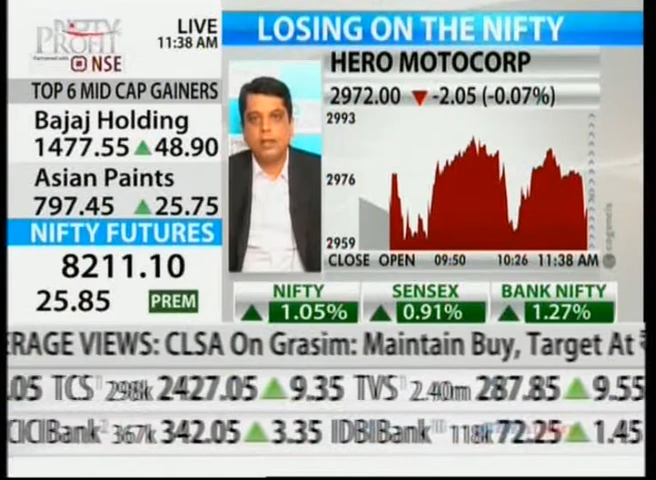 NDTV
PROFIT
NSE
LIVE
11:38 AM
TOP 6 MID CAP GAINERS
Bajaj Holding
1477.55 ▲ 48.90
Asian Paints
797.45 ▲ 25.75
NIFTY FUTURES
8211.10
25.85 PREM
LOSING ON THE NIFTY
HERO MOTOCORP
2972.00 ▼ -2.05 (-0.07%)
2993
2976
2959
CLOSE OPEN 09:50 10:26 11:38 AM
cogencis
NIFTY
▲ 1.05%
SENSEX
▲ 0.91%
BANK NIFTY
▲ 1.27%
ERAGE VIEWS: CLSA On Grasim: Maintain Buy, Target At
.05 TCS 298k 2427.05 ▲ 9.35 TVS 2.40m 287.85 ▲ 9.55
ICICIBank 367k 342.05 ▲ 3.35 IDBIBank 118k 72.25 ▲ 1.45